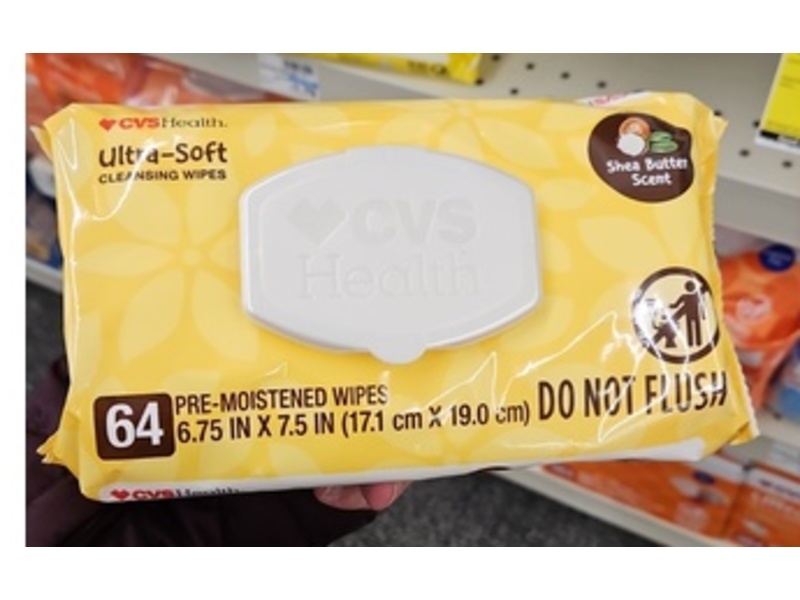 CVSHealth.
Ultra-Soft
CLEANSING WIPES
Shea Butter
Scent
CVS
Health
64
PRE-MOISTENED WIPES
6.75 IN X 7.5 IN (17.1 cm X 19.0 cm)
DO NOT FLUSH
CVSHealth